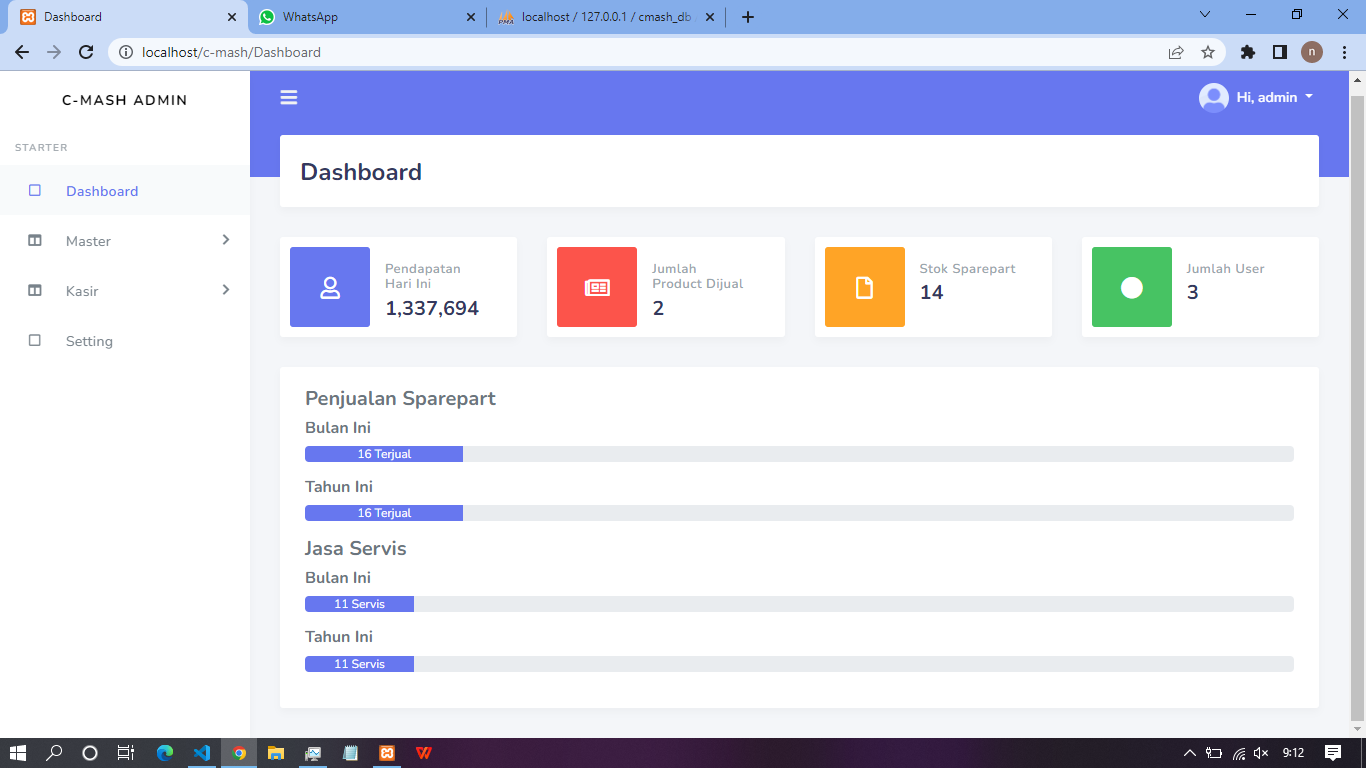 Dashboard
WhatsApp
localhost / 127.0.0.1 / cmash_db
localhost/c-mash/Dashboard
n
C-MASH ADMIN
Hi, admin
STARTER
Dashboard
Master
Kasir
Setting
Dashboard
Pendapatan
Hari Ini
1,337,694
Jumlah
Product Dijual
2
Stok Sparepart
14
Jumlah User
3
Penjualan Sparepart
Bulan Ini
16 Terjual
Tahun Ini
16 Terjual
Jasa Servis
Bulan Ini
11 Servis
Tahun Ini
11 Servis
9:12